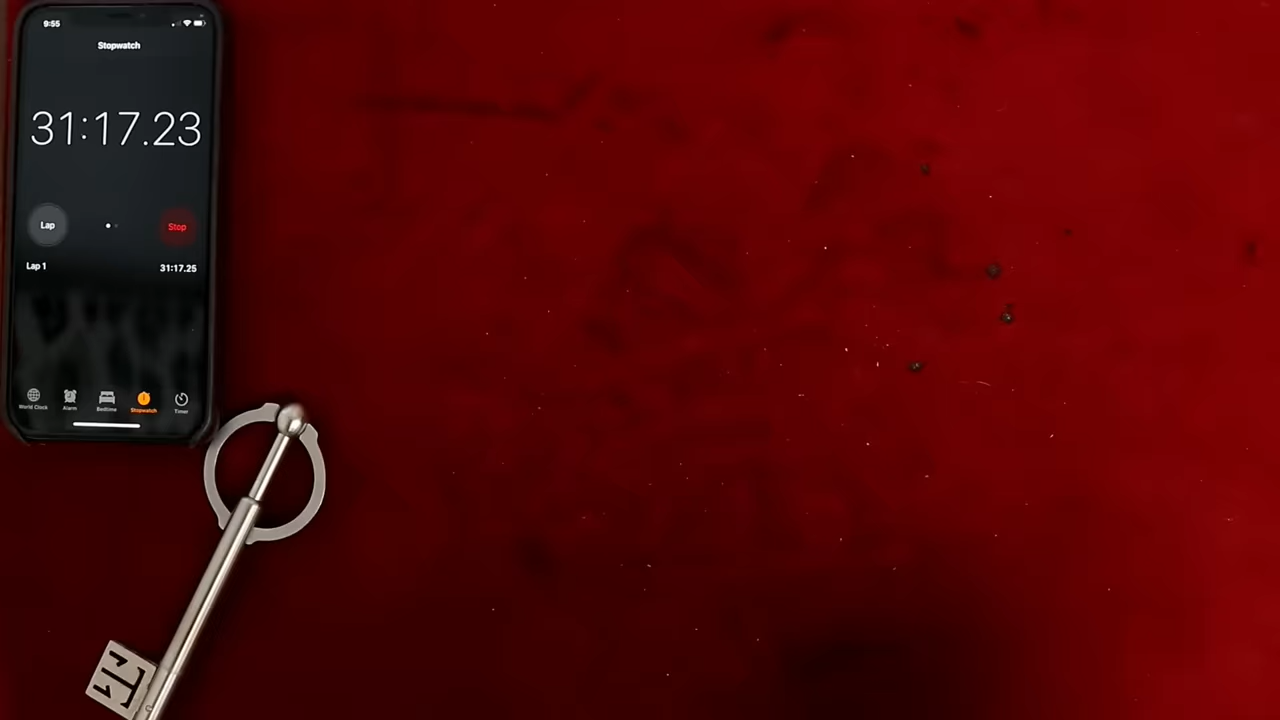 9:55
Stopwatch
31:17.23
Lap
Stop
Lap 1 31:17.25
World Clock Alarm Bedtime Stopwatch Timer